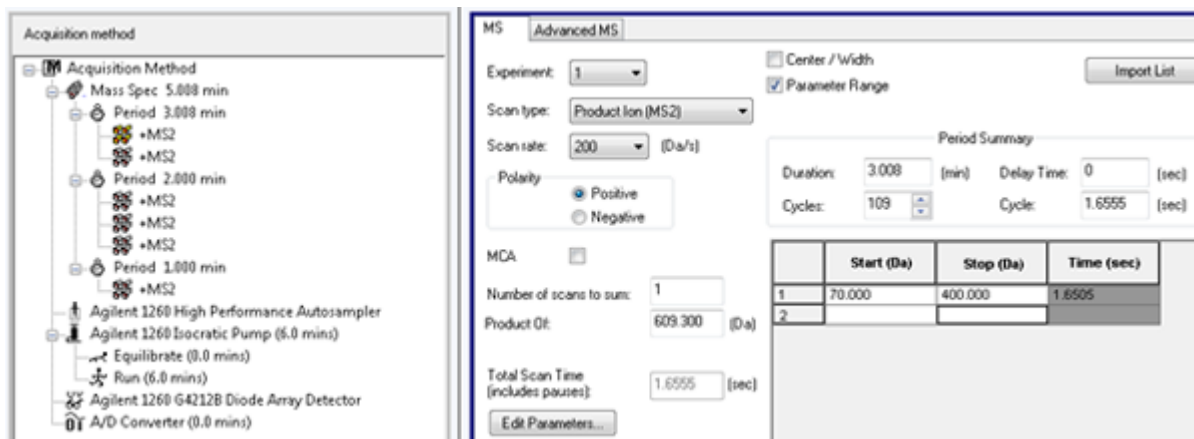 Acquisition method
Acquisition Method
Mass Spec 5.008 min
Period 3.008 min
+MS2
+MS2
Period 2.000 min
+MS2
+MS2
+MS2
Period 1.000 min
+MS2
Agilent 1260 High Performance Autosampler
Agilent 1260 Isocratic Pump (6.0 mins)
Equilibrate (0.0 mins)
Run (6.0 mins)
Agilent 1260 G4212B Diode Array Detector
A/D Converter (0.0 mins)
MS Advanced MS
Experiment: 1
Scan type: Product Ion (MS2)
Scan rate: 200 (Da/s)
Polarity
Positive
Negative
MCA
Number of scans to sum: 1
Product Of: 609.300 (Da)
Total Scan Time
(includes pauses): 1.6555 (sec)
Edit Parameters...
Center / Width
Parameter Range
Import List
Period Summary
Duration: 3.008 (min) Delay Time: 0 (sec)
Cycles: 109 Cycle: 1.6555 (sec)
Start (Da) Stop (Da) Time (sec)
1 70.000 400.000 1.6505
2